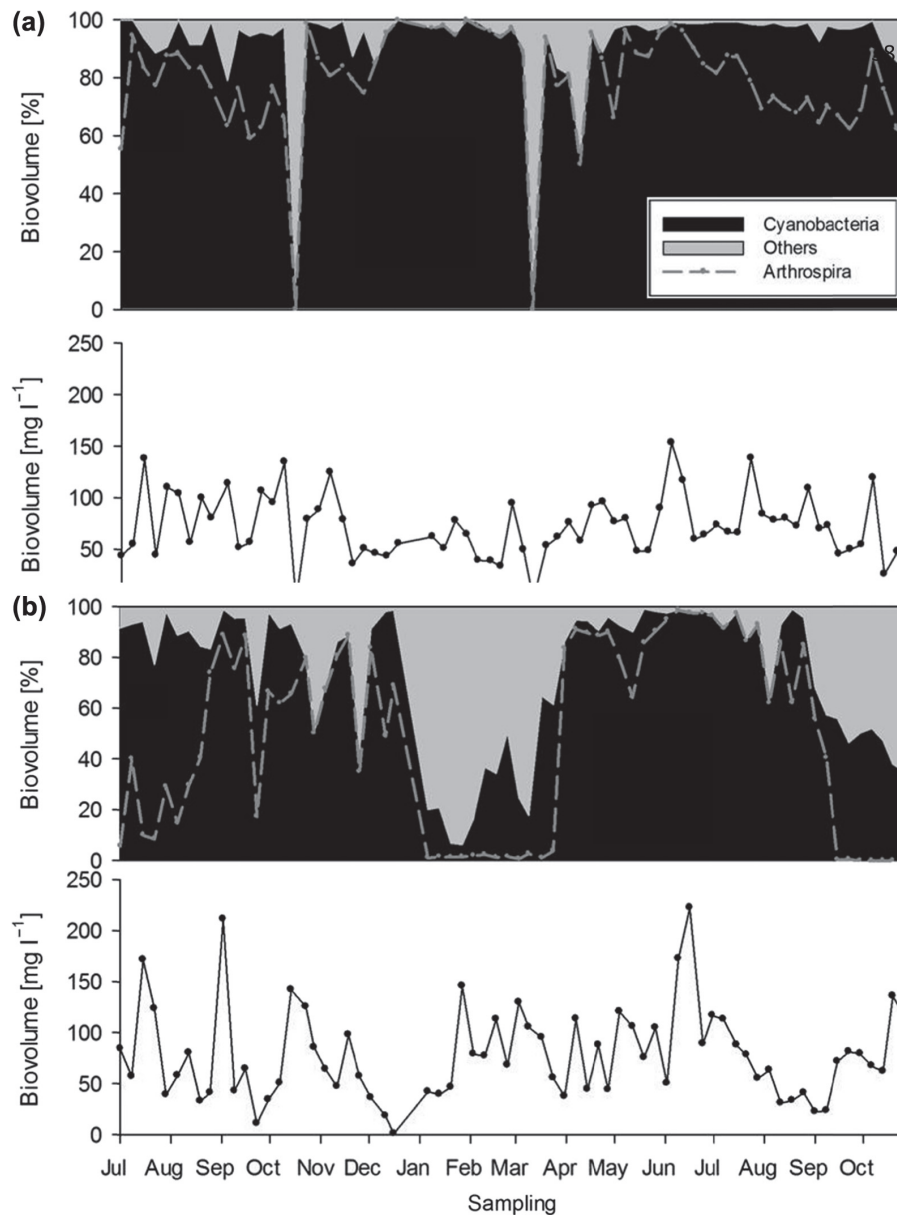 (a)
Biovolume [%]
100
80
60
40
20
0
8
Cyanobacteria
Others
Arthrospira
Biovolume [mg l⁻¹]
250
200
150
100
50
(b)
Biovolume [%]
100
80
60
40
20
0
Biovolume [mg l⁻¹]
250
200
150
100
50
0
Jul Aug Sep Oct Nov Dec Jan Feb Mar Apr May Jun Jul Aug Sep Oct
Sampling